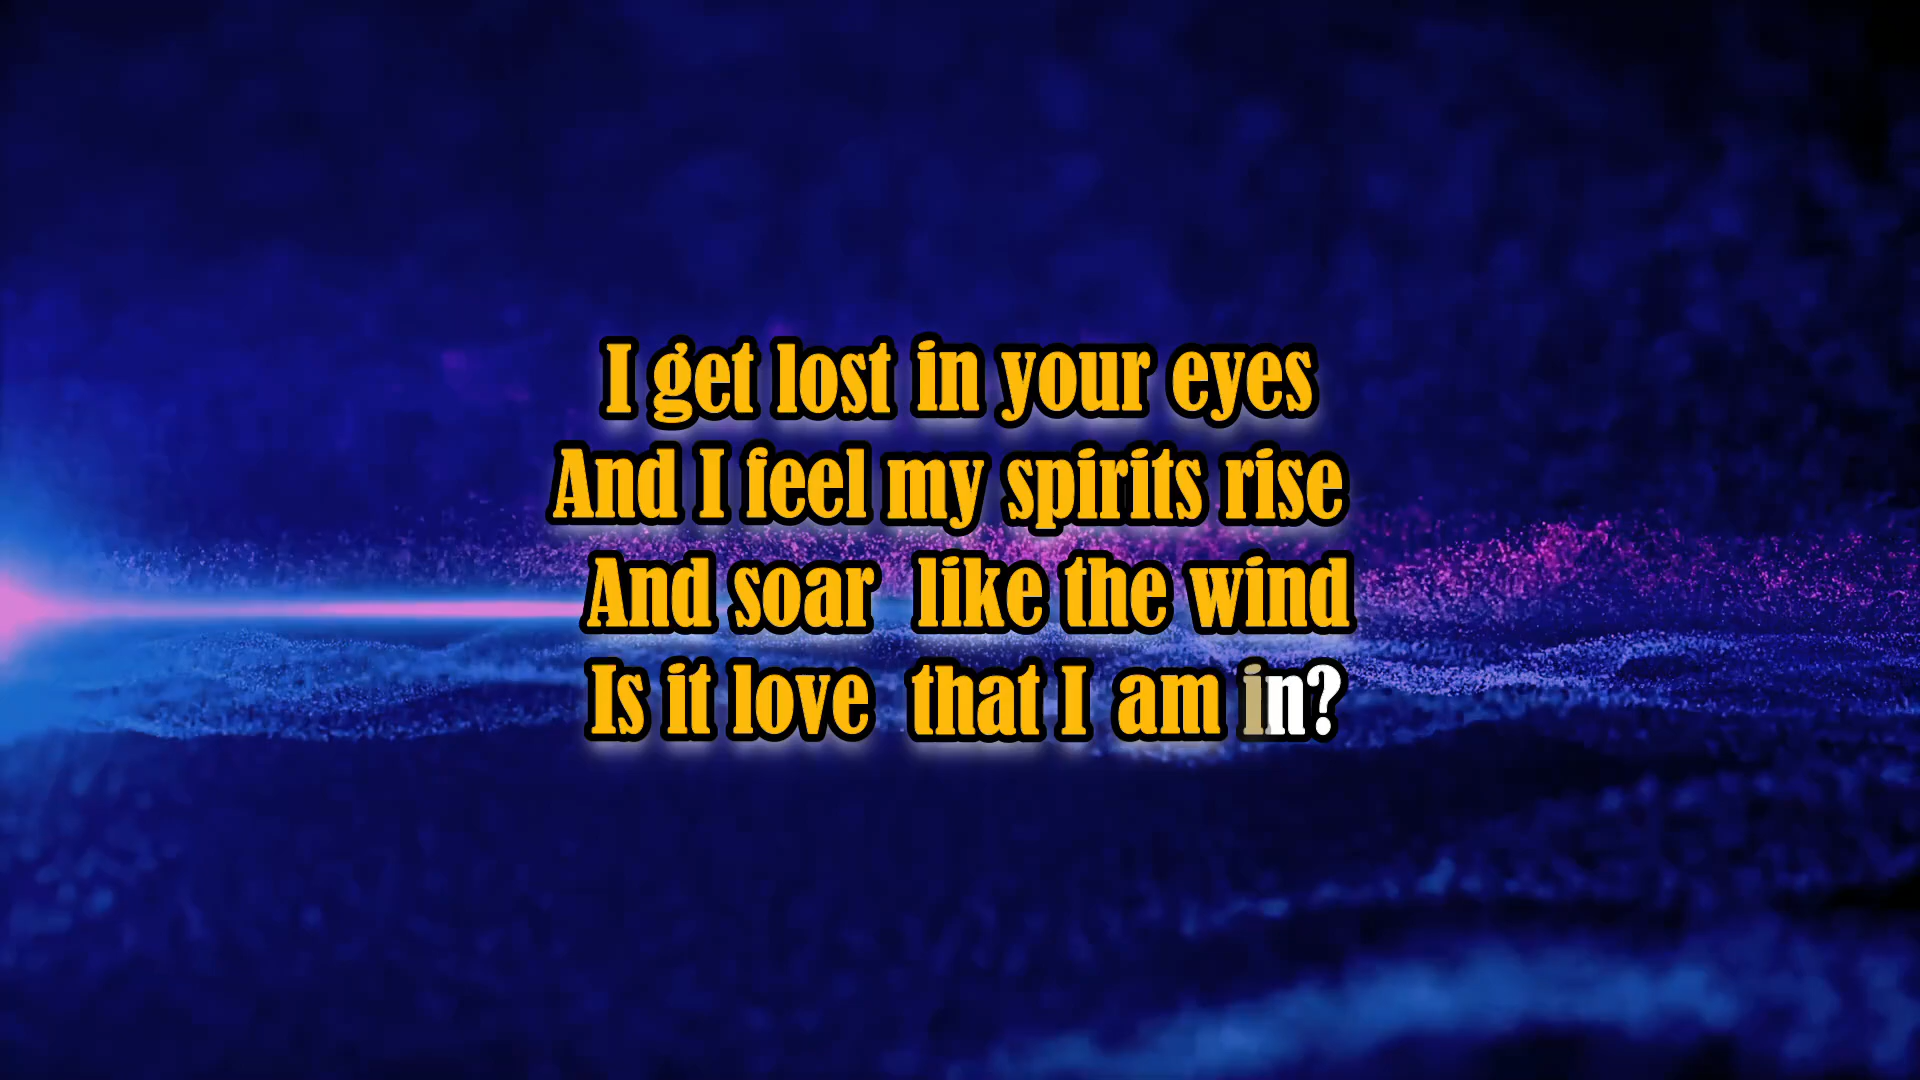 I get lost in your eyes
And I feel my spirits rise
And soar like the wind
Is it love that I am in?